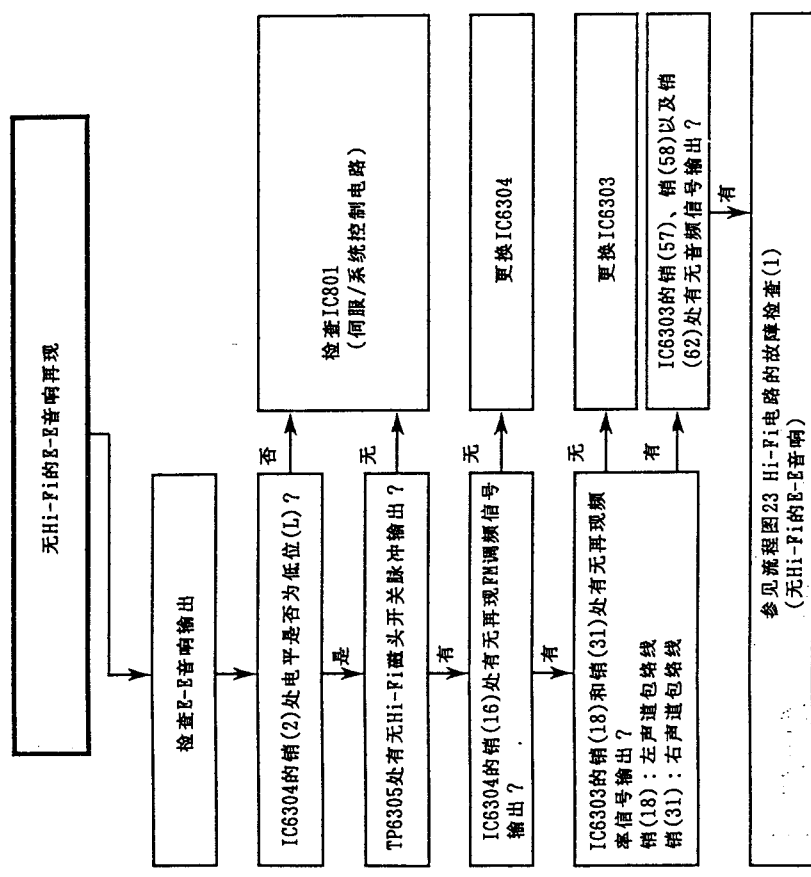 无Hi-Fi的E-E音响再现
检查E-E音响输出
IC6304的销(2)处电平是否为低位(L)？
否
检查IC801
(伺服/系统控制电路)
是
TP6305处有无Hi-Fi磁头开关脉冲输出？
无
有
IC6304的销(16)处有无再现FM调频信号
输出？
无
更换IC6304
有
IC6303的销(18)和销(31)处有无再现频
率信号输出？
销(18)：左声道包络线
销(31)：右声道包络线
无
更换IC6303
有
IC6303的销(57)、销(58)以及销
(62)处有无音频信号输出？
有
参见流程图23 Hi-Fi电路的故障检查(1)
(无Hi-Fi的E-E音响)